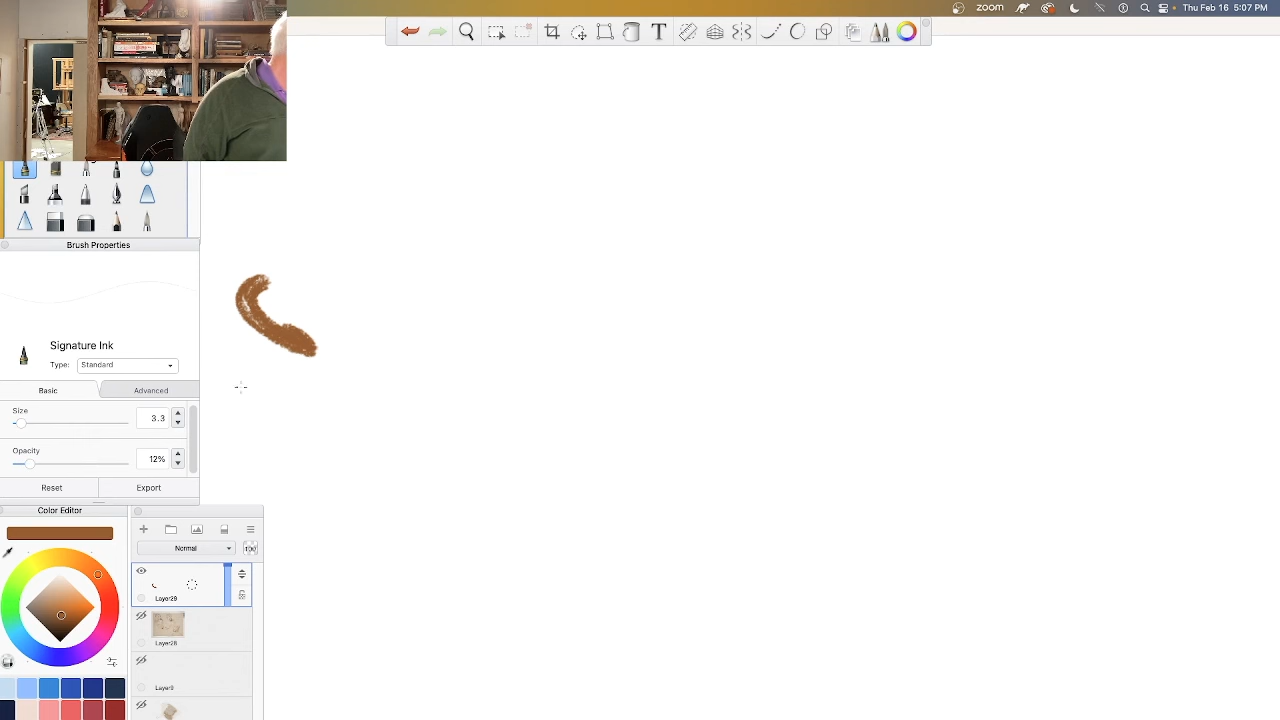 zoom
Thu Feb 16 5:07 PM
T
Brush Properties
Signature Ink
Type: Standard
Basic Advanced
Size
3.3
Opacity
12%
Reset Export
Color Editor
Normal 100
Layer29
Layer28
Layer9